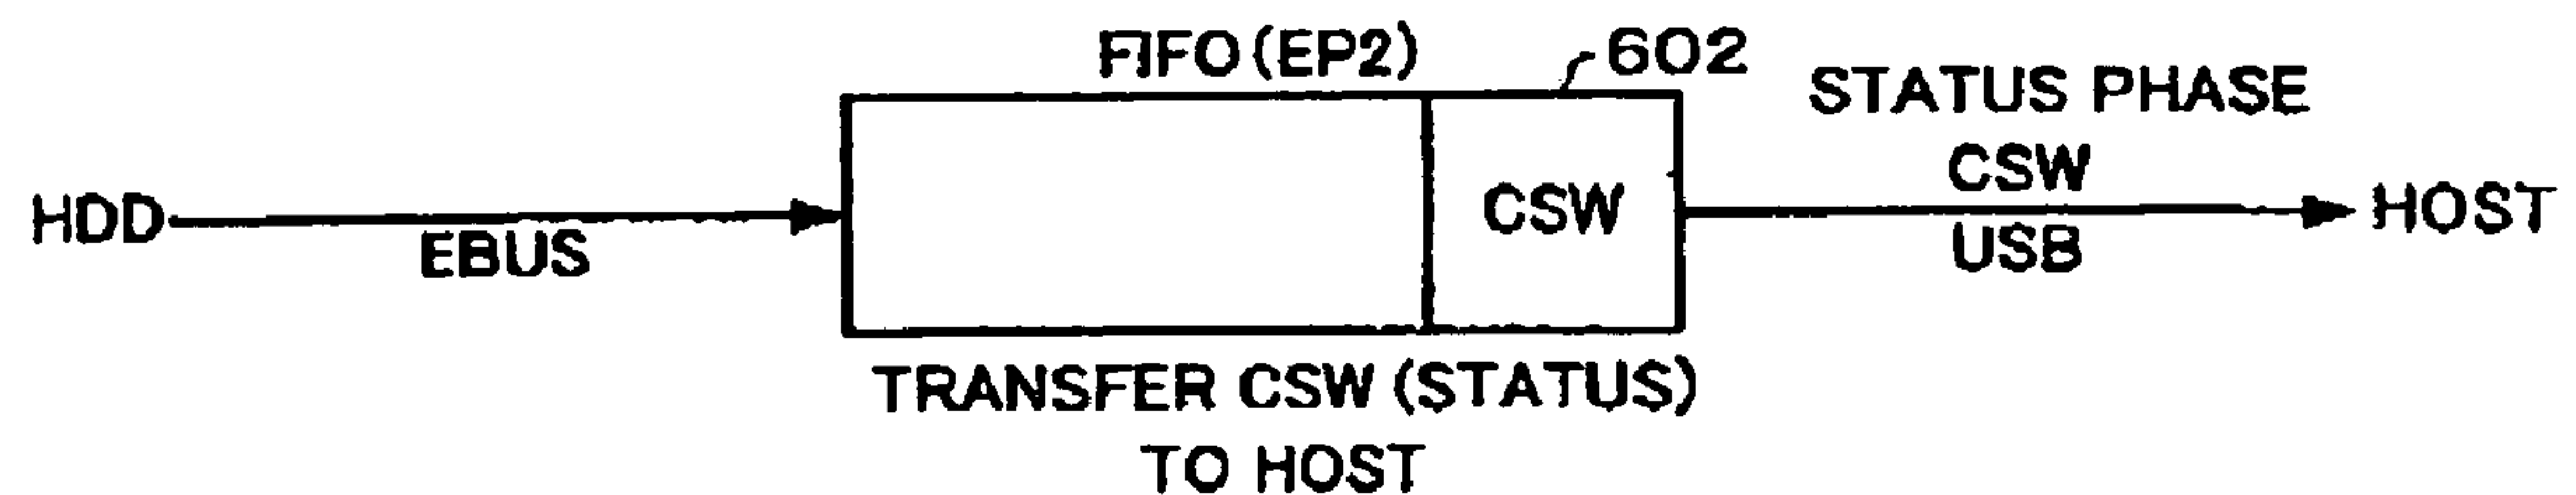 FIFO (EP2)
602
STATUS PHASE
CSW
USB
HDD
EBUS
CSW
HOST
TRANSFER CSW (STATUS)
TO HOST